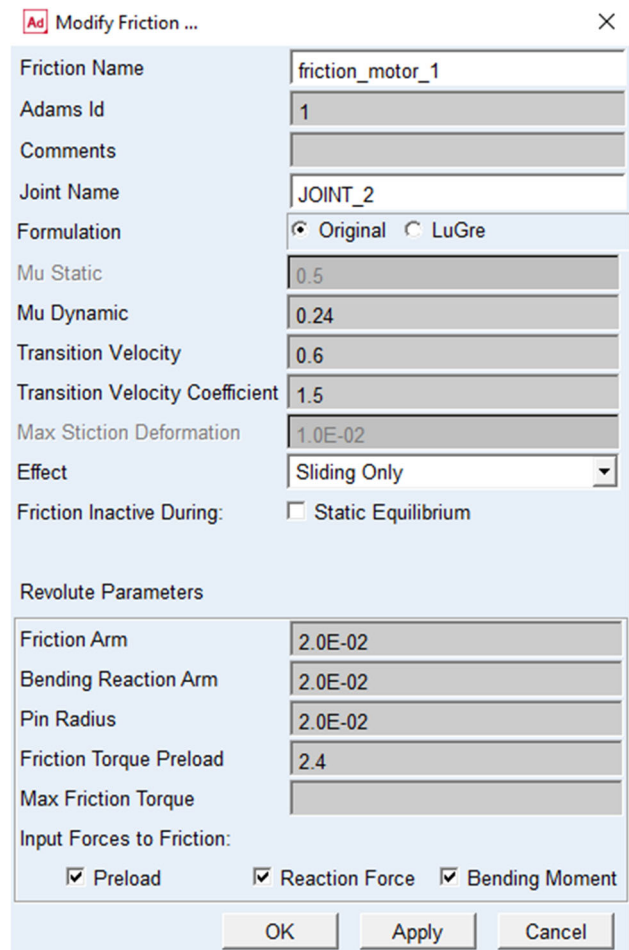 Ad Modify Friction ...
Friction Name friction_motor_1
Adams Id 1
Comments
Joint Name JOINT_2
Formulation Original LuGre
Mu Static 0.5
Mu Dynamic 0.24
Transition Velocity 0.6
Transition Velocity Coefficient 1.5
Max Stiction Deformation 1.0E-02
Effect Sliding Only
Friction Inactive During: Static Equilibrium
Revolute Parameters
Friction Arm 2.0E-02
Bending Reaction Arm 2.0E-02
Pin Radius 2.0E-02
Friction Torque Preload 2.4
Max Friction Torque
Input Forces to Friction:
Preload Reaction Force Bending Moment
OK Apply Cancel